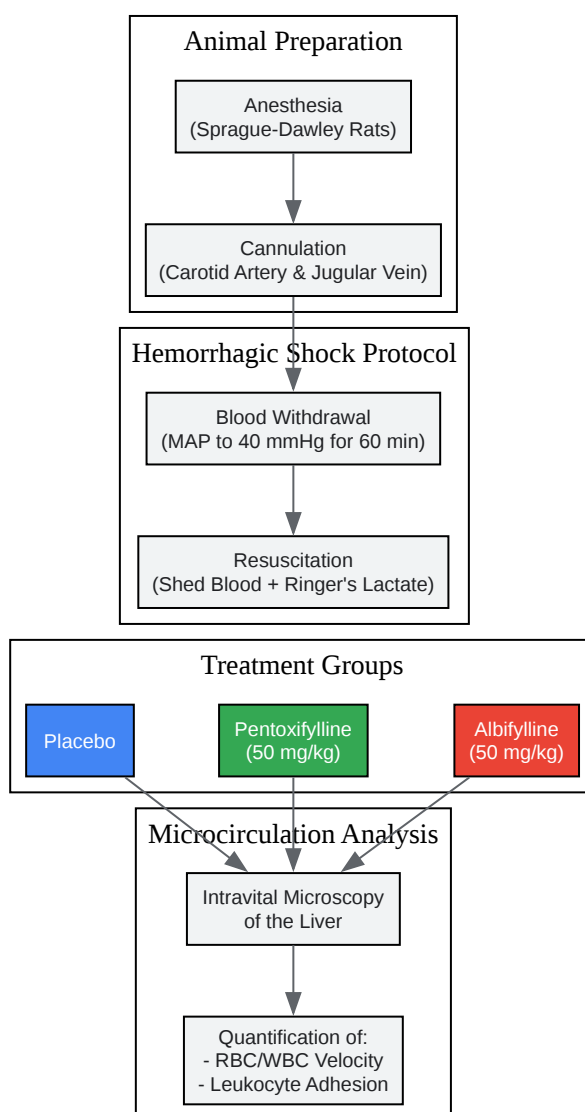 Animal Preparation
Anesthesia
(Sprague-Dawley Rats)
Cannulation
(Carotid Artery & Jugular Vein)
Hemorrhagic Shock Protocol
Blood Withdrawal
(MAP to 40 mmHg for 60 min)
Resuscitation
(Shed Blood + Ringer's Lactate)
Treatment Groups
Placebo
Pentoxifylline
(50 mg/kg)
Albifylline
(50 mg/kg)
Microcirculation Analysis
Intravital Microscopy
of the Liver
Quantification of:
- RBC/WBC Velocity
- Leukocyte Adhesion